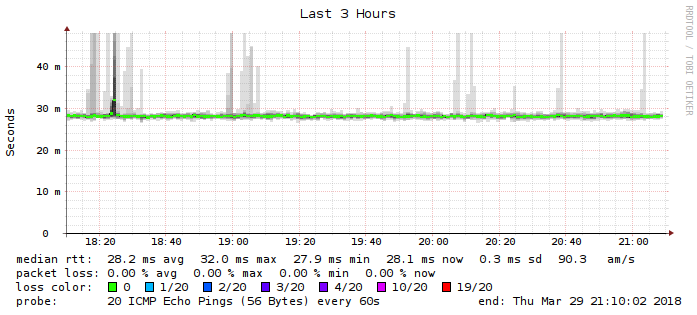 Last 3 Hours
RRDTOOL / TOBI OETIKER
Seconds
40 m
30 m
20 m
10 m
0
18:20 18:40 19:00 19:20 19:40 20:00 20:20 20:40 21:00
median rtt: 28.2 ms avg 32.0 ms max 27.9 ms min 28.1 ms now 0.3 ms sd 90.3 am/s
packet loss: 0.00 % avg 0.00 % max 0.00 % min 0.00 % now
loss color: 0 1/20 2/20 3/20 4/20 10/20 19/20
probe: 20 ICMP Echo Pings (56 Bytes) every 60s end: Thu Mar 29 21:10:02 2018